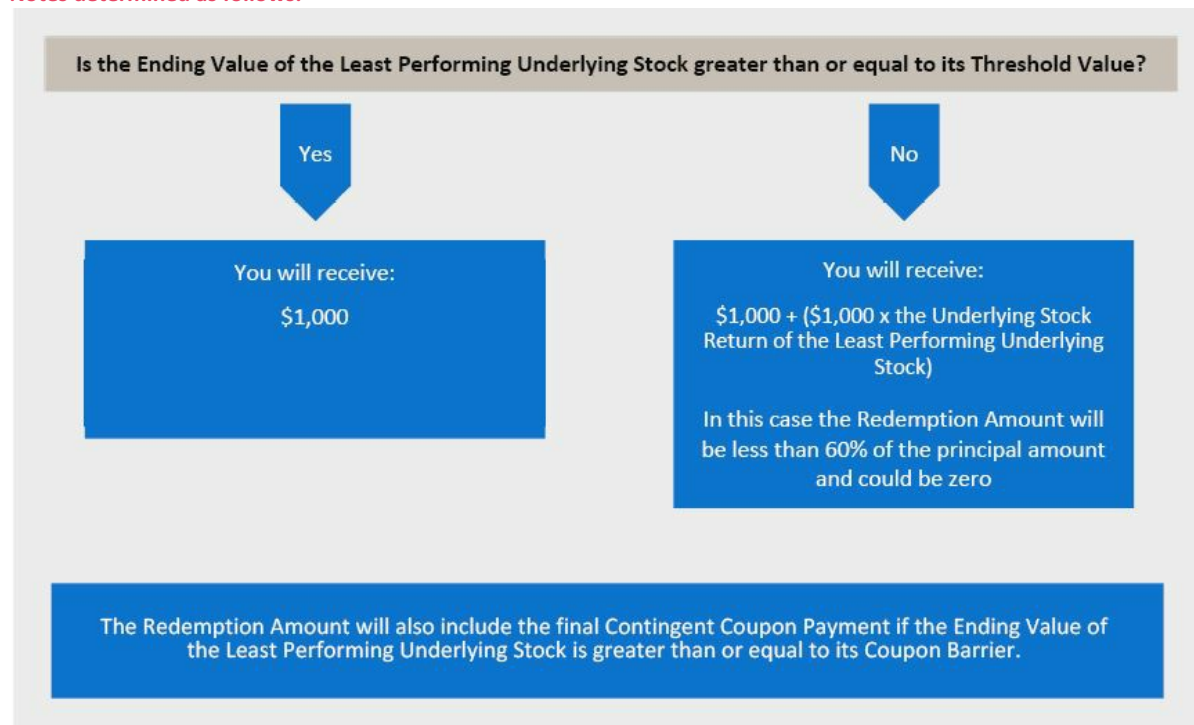 Notes determined as follows:
Is the Ending Value of the Least Performing Underlying Stock greater than or equal to its Threshold Value?
Yes
No
You will receive:
$1,000
You will receive:
$1,000 + ($1,000 x the Underlying Stock
Return of the Least Performing Underlying
Stock)
In this case the Redemption Amount will
be less than 60% of the principal amount
and could be zero
The Redemption Amount will also include the final Contingent Coupon Payment if the Ending Value of
the Least Performing Underlying Stock is greater than or equal to its Coupon Barrier.